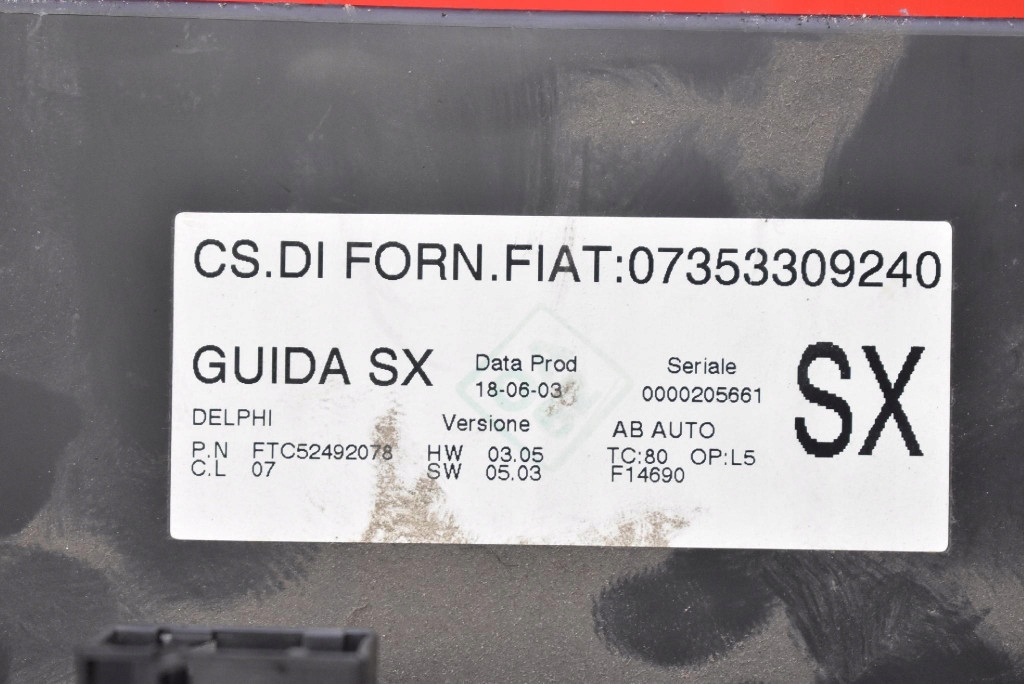 CS.DI FORN.FIAT:07353309240
GUIDA SX
Data Prod
18-06-03
Seriale
0000205661
SX
DELPHI
P.N FTC52492078
C.L 07
Versione
HW 03.05
SW 05.03
AB AUTO
TC:80 OP:L5
F14690